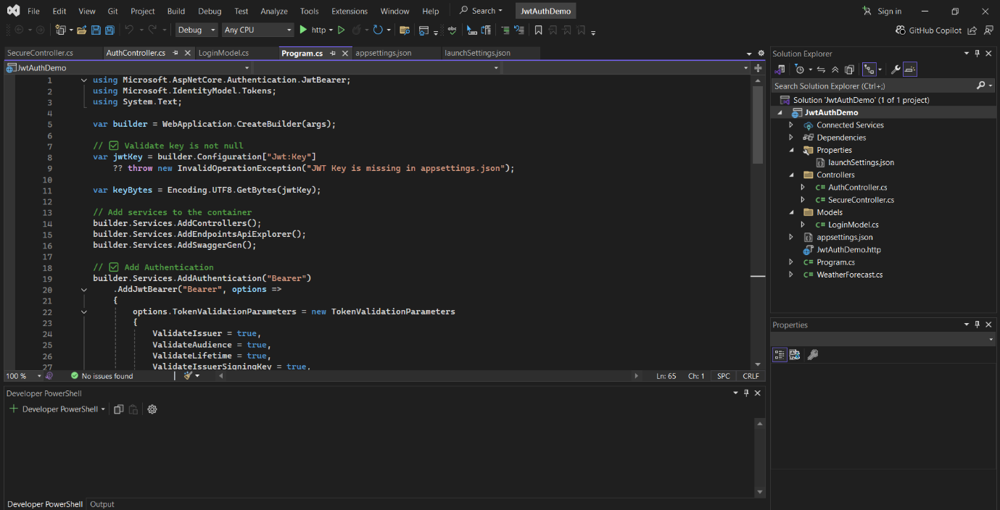 File Edit View Git Project Build Debug Test Analyze Tools Extensions Window Help Search JwtAuthDemo Sign in
Debug Any CPU http GitHub Copilot
SecureController.cs AuthController.cs LoginModel.cs Program.cs appsettings.json launchSettings.json
JwtAuthDemo
1 using Microsoft.AspNetCore.Authentication.JwtBearer;
2 using Microsoft.IdentityModel.Tokens;
3 using System.Text;
4
5 var builder = WebApplication.CreateBuilder(args);
6
7 // ✅ Validate key is not null
8 var jwtKey = builder.Configuration["Jwt:Key"]
9 ?? throw new InvalidOperationException("JWT Key is missing in appsettings.json");
10
11 var keyBytes = Encoding.UTF8.GetBytes(jwtKey);
12
13 // Add services to the container
14 builder.Services.AddControllers();
15 builder.Services.AddEndpointsApiExplorer();
16 builder.Services.AddSwaggerGen();
17
18 // ✅ Add Authentication
19 builder.Services.AddAuthentication("Bearer")
20 .AddJwtBearer("Bearer", options =>
21 {
22 options.TokenValidationParameters = new TokenValidationParameters
23 {
24 ValidateIssuer = true,
25 ValidateAudience = true,
26 ValidateLifetime = true,
27 ValidateIssuerSigningKey = true,
100 % No issues found Ln: 65 Ch: 1 SPC CRLF
Developer PowerShell
+ Developer PowerShell
Developer PowerShell Output
Solution Explorer
Search Solution Explorer (Ctrl+;)
Solution 'JwtAuthDemo' (1 of 1 project)
JwtAuthDemo
Connected Services
Dependencies
Properties
launchSettings.json
Controllers
C# AuthController.cs
C# SecureController.cs
Models
C# LoginModel.cs
appsettings.json
JwtAuthDemo.http
C# Program.cs
C# WeatherForecast.cs
Properties